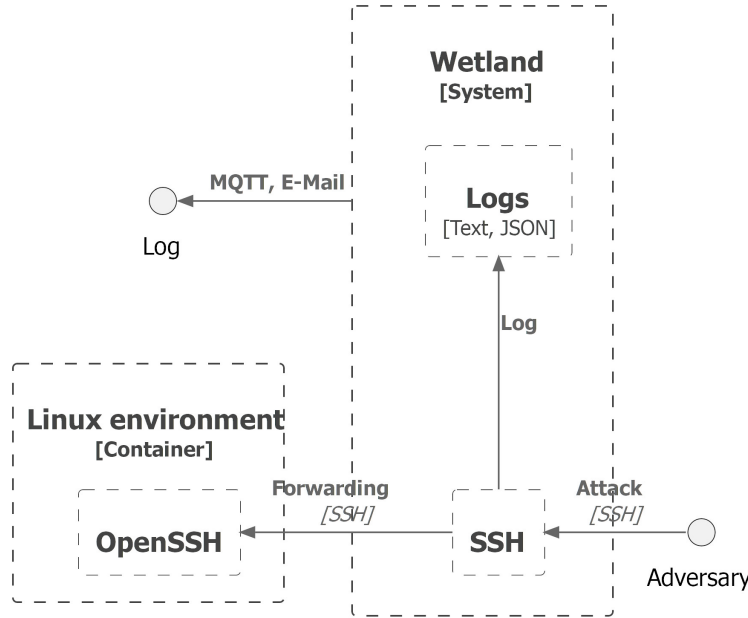 Wetland
[System]
Logs
[Text, JSON]
MQTT, E-Mail
Log
Log
Linux environment
[Container]
Forwarding
[SSH]
Attack
[SSH]
OpenSSH
SSH
Adversary